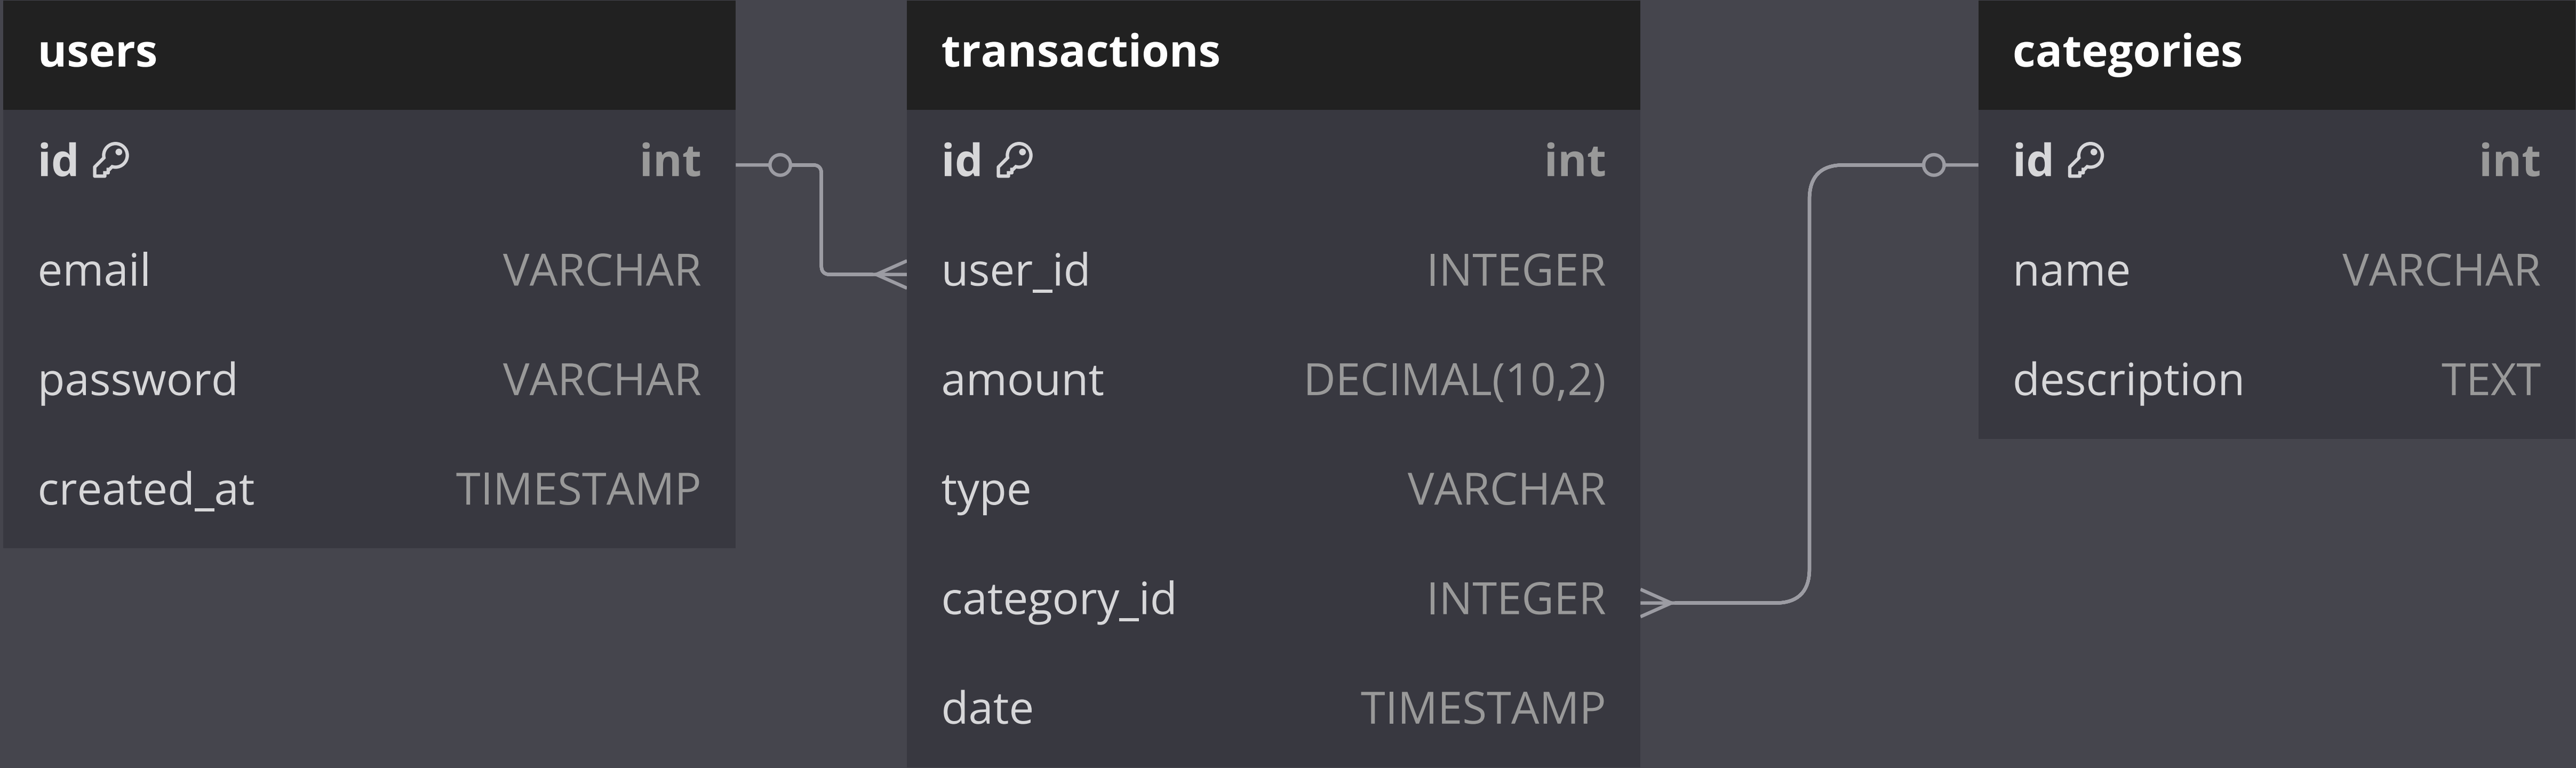 users
id int
email VARCHAR
password VARCHAR
created_at TIMESTAMP
transactions
id int
user_id INTEGER
amount DECIMAL(10,2)
type VARCHAR
category_id INTEGER
date TIMESTAMP
categories
id int
name VARCHAR
description TEXT